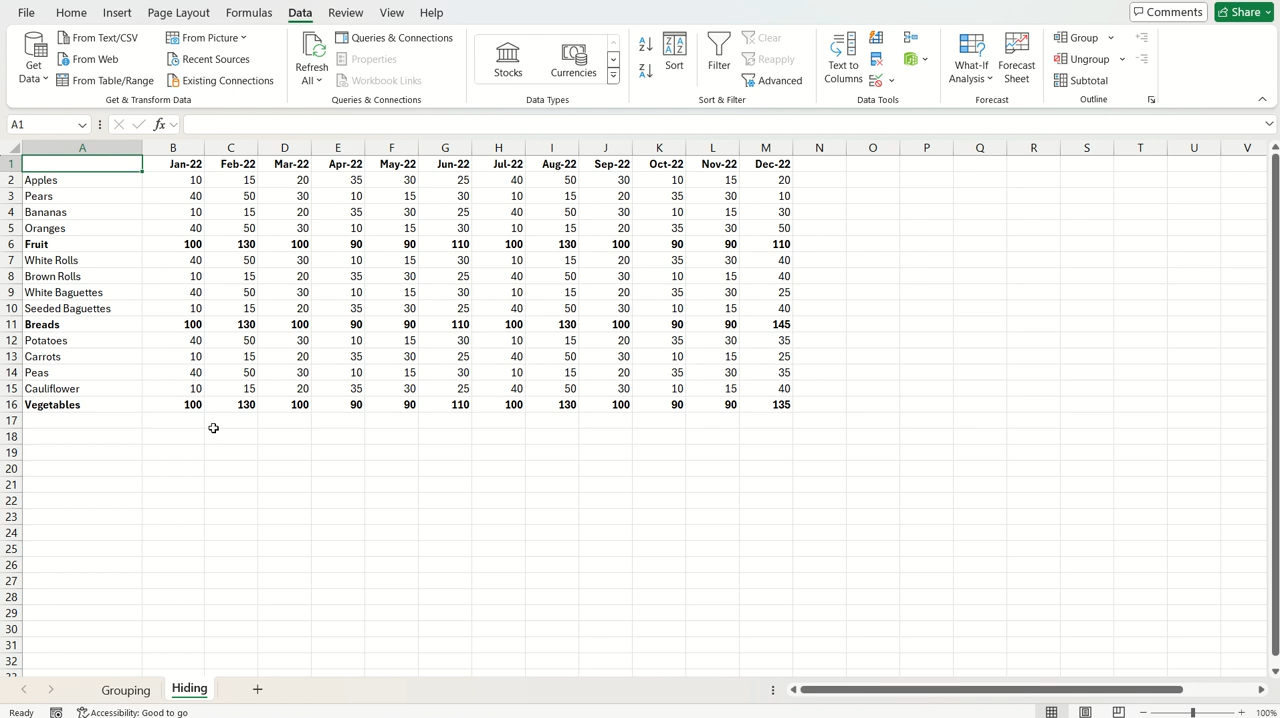 File Home Insert Page Layout Formulas Data Review View Help Comments Share
Get Data From Text/CSV From Web From Table/Range From Picture Recent Sources Existing Connections
Get & Transform Data
Refresh All Queries & Connections Properties Workbook Links
Queries & Connections
Stocks Currencies
Data Types
Sort Filter Clear Reapply Advanced
Sort & Filter
Text to Columns
Data Tools
What-If Analysis Forecast Sheet
Forecast
Group Ungroup Subtotal
Outline
A1 fx
A B C D E F G H I J K L M N O P Q R S T U V
1 Jan-22 Feb-22 Mar-22 Apr-22 May-22 Jun-22 Jul-22 Aug-22 Sep-22 Oct-22 Nov-22 Dec-22
2 Apples 10 15 20 35 30 25 40 50 30 10 15 20
3 Pears 40 50 30 10 15 30 10 15 20 35 30 10
4 Bananas 10 15 20 35 30 25 40 50 30 10 15 30
5 Oranges 40 50 30 10 15 30 10 15 20 35 30 50
6 Fruit 100 130 100 90 90 110 100 130 100 90 90 110
7 White Rolls 40 50 30 10 15 30 10 15 20 35 30 40
8 Brown Rolls 10 15 20 35 30 25 40 50 30 10 15 40
9 White Baguettes 40 50 30 10 15 30 10 15 20 35 30 25
10 Seeded Baguettes 10 15 20 35 30 25 40 50 30 10 15 40
11 Breads 100 130 100 90 90 110 100 130 100 90 90 145
12 Potatoes 40 50 30 10 15 30 10 15 20 35 30 35
13 Carrots 10 15 20 35 30 25 40 50 30 10 15 25
14 Peas 40 50 30 10 15 30 10 15 20 35 30 35
15 Cauliflower 10 15 20 35 30 25 40 50 30 10 15 40
16 Vegetables 100 130 100 90 90 110 100 130 100 90 90 135
17
18
19
20
21
22
23
24
25
26
27
28
29
30
31
32
Grouping Hiding
Ready Accessibility: Good to go 100%